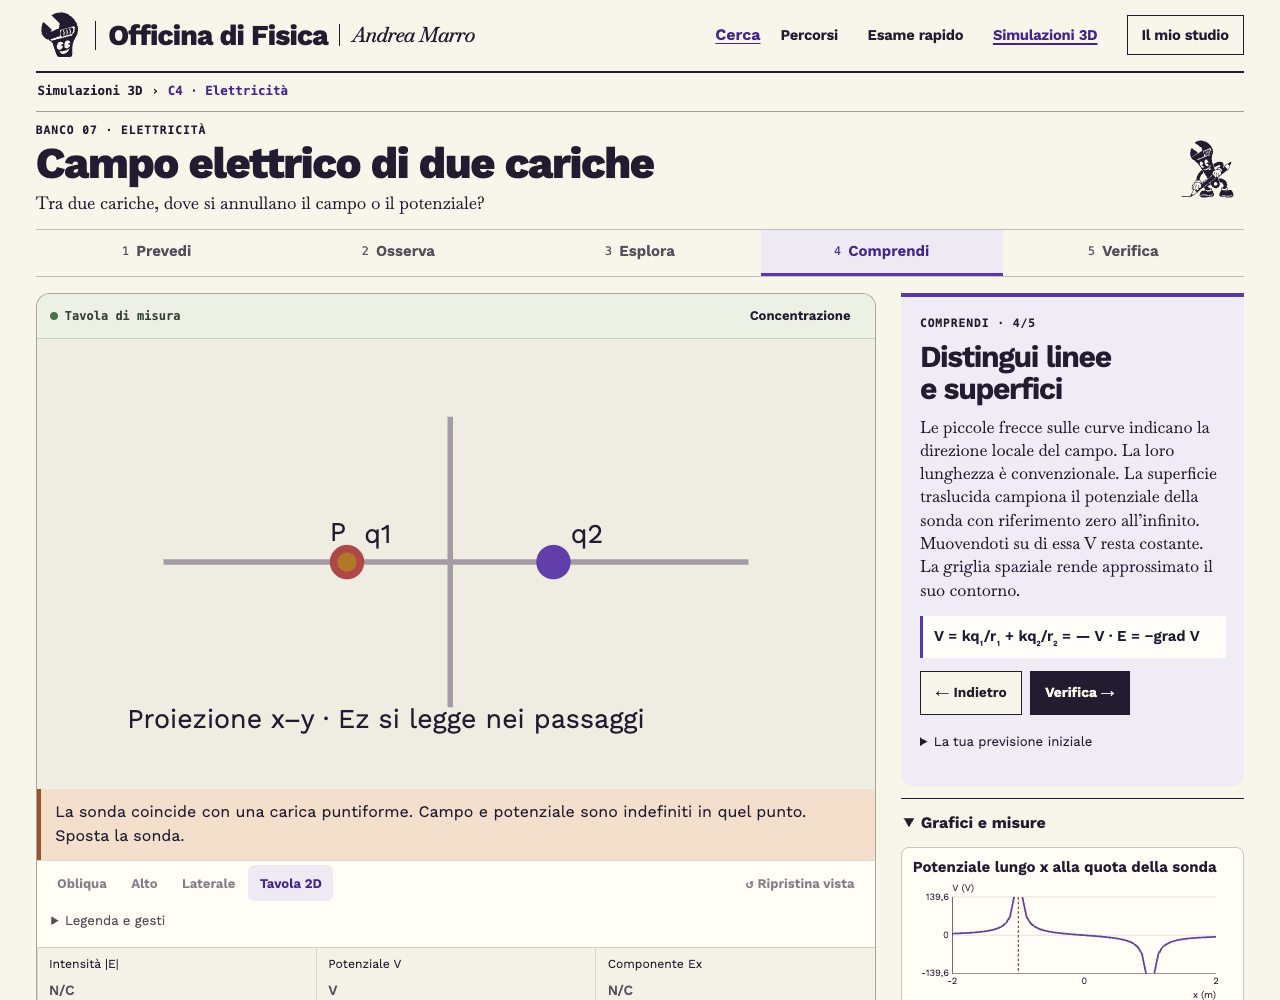 Officina di Fisica
Andrea Marro
Cerca
Percorsi
Esame rapido
Simulazioni 3D
Il mio studio
Simulazioni 3D › C4 · Elettricità
BANCO 07 · ELETTRICITÀ
Campo elettrico di due cariche
Tra due cariche, dove si annullano il campo o il potenziale?
1 Prevedi
2 Osserva
3 Esplora
4 Comprendi
5 Verifica
Tavola di misura
Concentrazione
P q1
q2
Proiezione x–y · Ez si legge nei passaggi
La sonda coincide con una carica puntiforme. Campo e potenziale sono indefiniti in quel punto.
Sposta la sonda.
Obliqua
Alto
Laterale
Tavola 2D
↺ Ripristina vista
▶ Legenda e gesti
Intensità |E|
N/C
Potenziale V
V
Componente Ex
N/C
COMPRENDI · 4/5
Distingui linee
e superfici
Le piccole frecce sulle curve indicano la
direzione locale del campo. La loro
lunghezza è convenzionale. La superficie
traslucida campiona il potenziale della
sonda con riferimento zero all’infinito.
Muovendoti su di essa V resta costante.
La griglia spaziale rende approssimato il
suo contorno.
V = kq₁/r₁ + kq₂/r₂ = — V · E = −grad V
← Indietro
Verifica →
▶ La tua previsione iniziale
▼ Grafici e misure
Potenziale lungo x alla quota della sonda
V (V)
139,6
0
-139,6
-2
0
2
x (m)